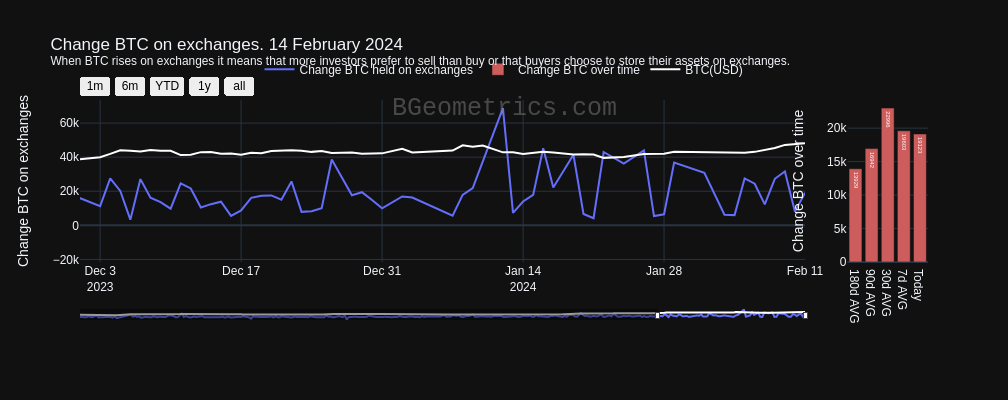 Change BTC on exchanges. 14 February 2024
When BTC rises on exchanges it means that more investors prefer to sell than buy or that buyers choose to store their assets on exchanges.
Change BTC held on exchanges Change BTC over time BTC(USD)
1m 6m YTD 1y all
BGeometrics.com
Change BTC on exchanges
60k
40k
20k
0
−20k
Dec 3 Dec 17 Dec 31 Jan 14 Jan 28 Feb 11
2023 2024
Change BTC over time
20k
15k
10k
5k
0
180d AVG
90d AVG
30d AVG
7d AVG
Today